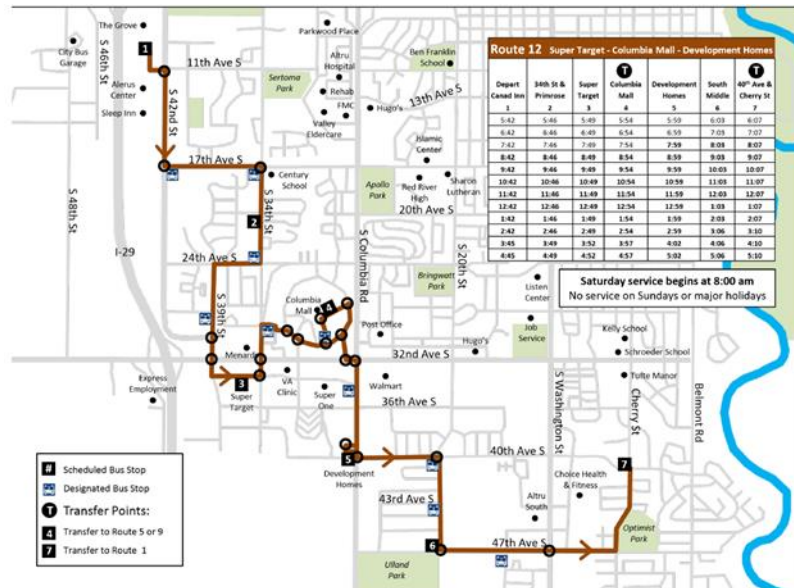 The Grove
Parkwood Place
City Bus
Garage
S 46th St
1
11th Ave S
Altru
Hospital
Ben Franklin
School
Alerus
Center
S 42nd St
Sertoma
Park
Rehab
FMC
Hugo's
13th Ave S
Sleep Inn
Valley
Eldercare
Islamic
Center
17th Ave S
Century
School
S 34th St
Apollo
Park
Red River
High
Sharon
Lutheran
20th Ave S
S 48th St
2
I-29
24th Ave S
S Columbia Rd
S 20th St
Bringwatt
Park
S 39th St
Columbia
Mall
4
Post Office
Listen
Center
Job
Service
Kelly School
Menard
Hugo's
32nd Ave S
Schroeder School
Express
Employment
3
Super
Target
VA
Clinic
Super
One
Walmart
36th Ave S
S Washington St
Tufte Manor
Cherry St
Belmont Rd
5
Development
Homes
40th Ave S
7
Choice Health
& Fitness
43rd Ave S
Altru
South
Optimist
Park
6
47th Ave S
Ulland
Park
Route 12 Super Target - Columbia Mall - Development Homes
T T
Depart Canad Inn 34th St & Primrose Super Target Columbia Mall Development Homes South Middle 40th Ave & Cherry St
1 2 3 4 5 6 7
5:42 5:46 5:49 5:54 5:59 6:03 6:07
6:42 6:46 6:49 6:54 6:59 7:03 7:07
7:42 7:46 7:49 7:54 7:59 8:03 8:07
8:42 8:46 8:49 8:54 8:59 9:03 9:07
9:42 9:46 9:49 9:54 9:59 10:03 10:07
10:42 10:46 10:49 10:54 10:59 11:03 11:07
11:42 11:46 11:49 11:54 11:59 12:03 12:07
12:42 12:46 12:49 12:54 12:59 1:03 1:07
1:42 1:46 1:49 1:54 1:59 2:03 2:07
2:42 2:46 2:49 2:54 2:59 3:06 3:10
3:45 3:49 3:52 3:57 4:02 4:06 4:10
4:45 4:49 4:52 4:57 5:02 5:06 5:10
Saturday service begins at 8:00 am
No service on Sundays or major holidays
# Scheduled Bus Stop
Designated Bus Stop
T Transfer Points:
4 Transfer to Route 5 or 9
7 Transfer to Route 1